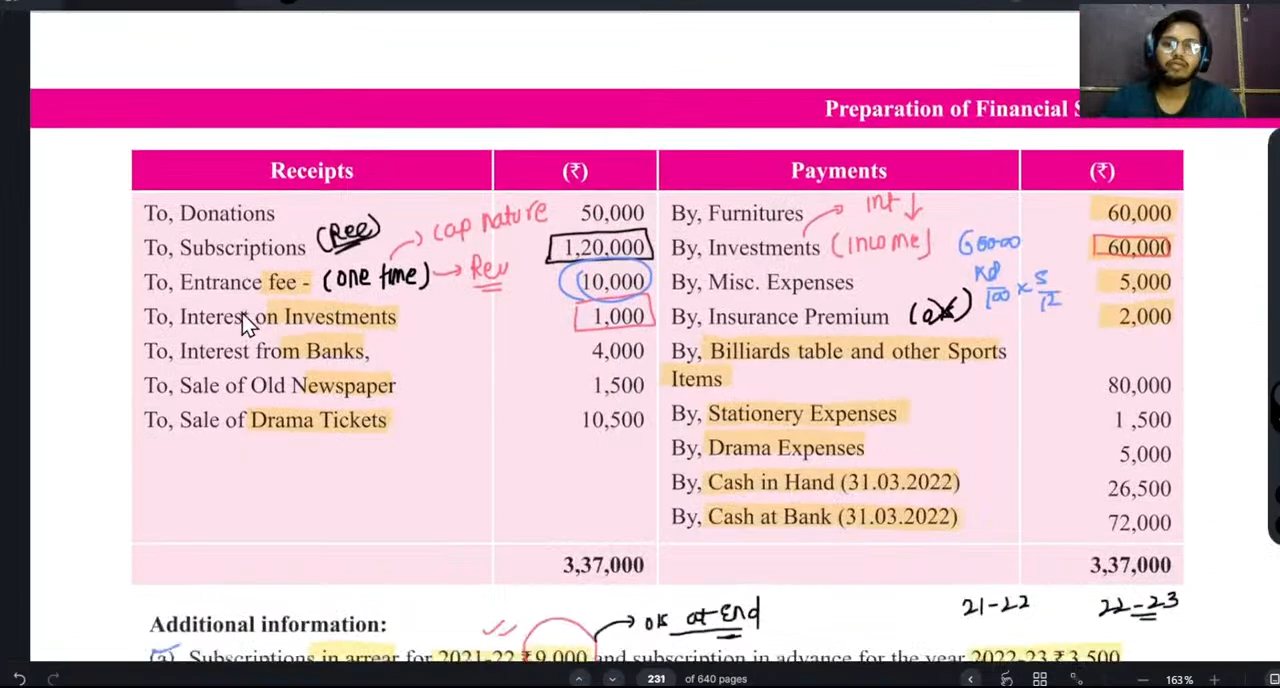 Preparation of Financial S
Receipts (₹) Payments (₹)
To, Donations 50,000 By, Furnitures 60,000
cap nature
Int ↓
To, Subscriptions (Rec) 1,20,000 By, Investments (income) 60000 60,000
To, Entrance fee - (one time) → Rev 10,000 By, Misc. Expenses 5,000
100 × 5/12
To, Interest on Investments 1,000 By, Insurance Premium 2,000
To, Interest from Banks, 4,000 By, Billiards table and other Sports
Items 80,000
To, Sale of Old Newspaper 1,500 By, Stationery Expenses 1 ,500
To, Sale of Drama Tickets 10,500 By, Drama Expenses 5,000
By, Cash in Hand (31.03.2022) 26,500
By, Cash at Bank (31.03.2022) 72,000
3,37,000 3,37,000
21-22 22-23
Additional information: → o/s at End
(a) Subscriptions in arrear for 2021-22 ₹ 9,000 and subscription in advance for the year 2022-23 ₹ 3,500
231 of 640 pages 163%